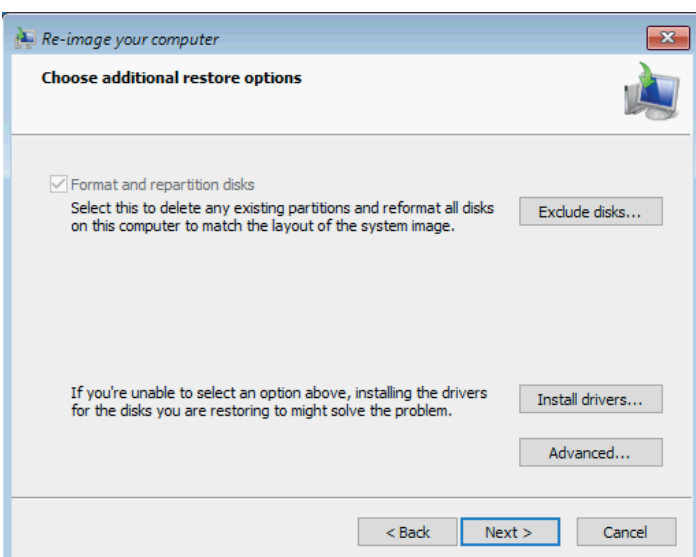 Re-image your computer
Choose additional restore options
Format and repartition disks
Select this to delete any existing partitions and reformat all disks
on this computer to match the layout of the system image.
Exclude disks...
If you're unable to select an option above, installing the drivers
for the disks you are restoring to might solve the problem.
Install drivers...
Advanced...
< Back
Next >
Cancel